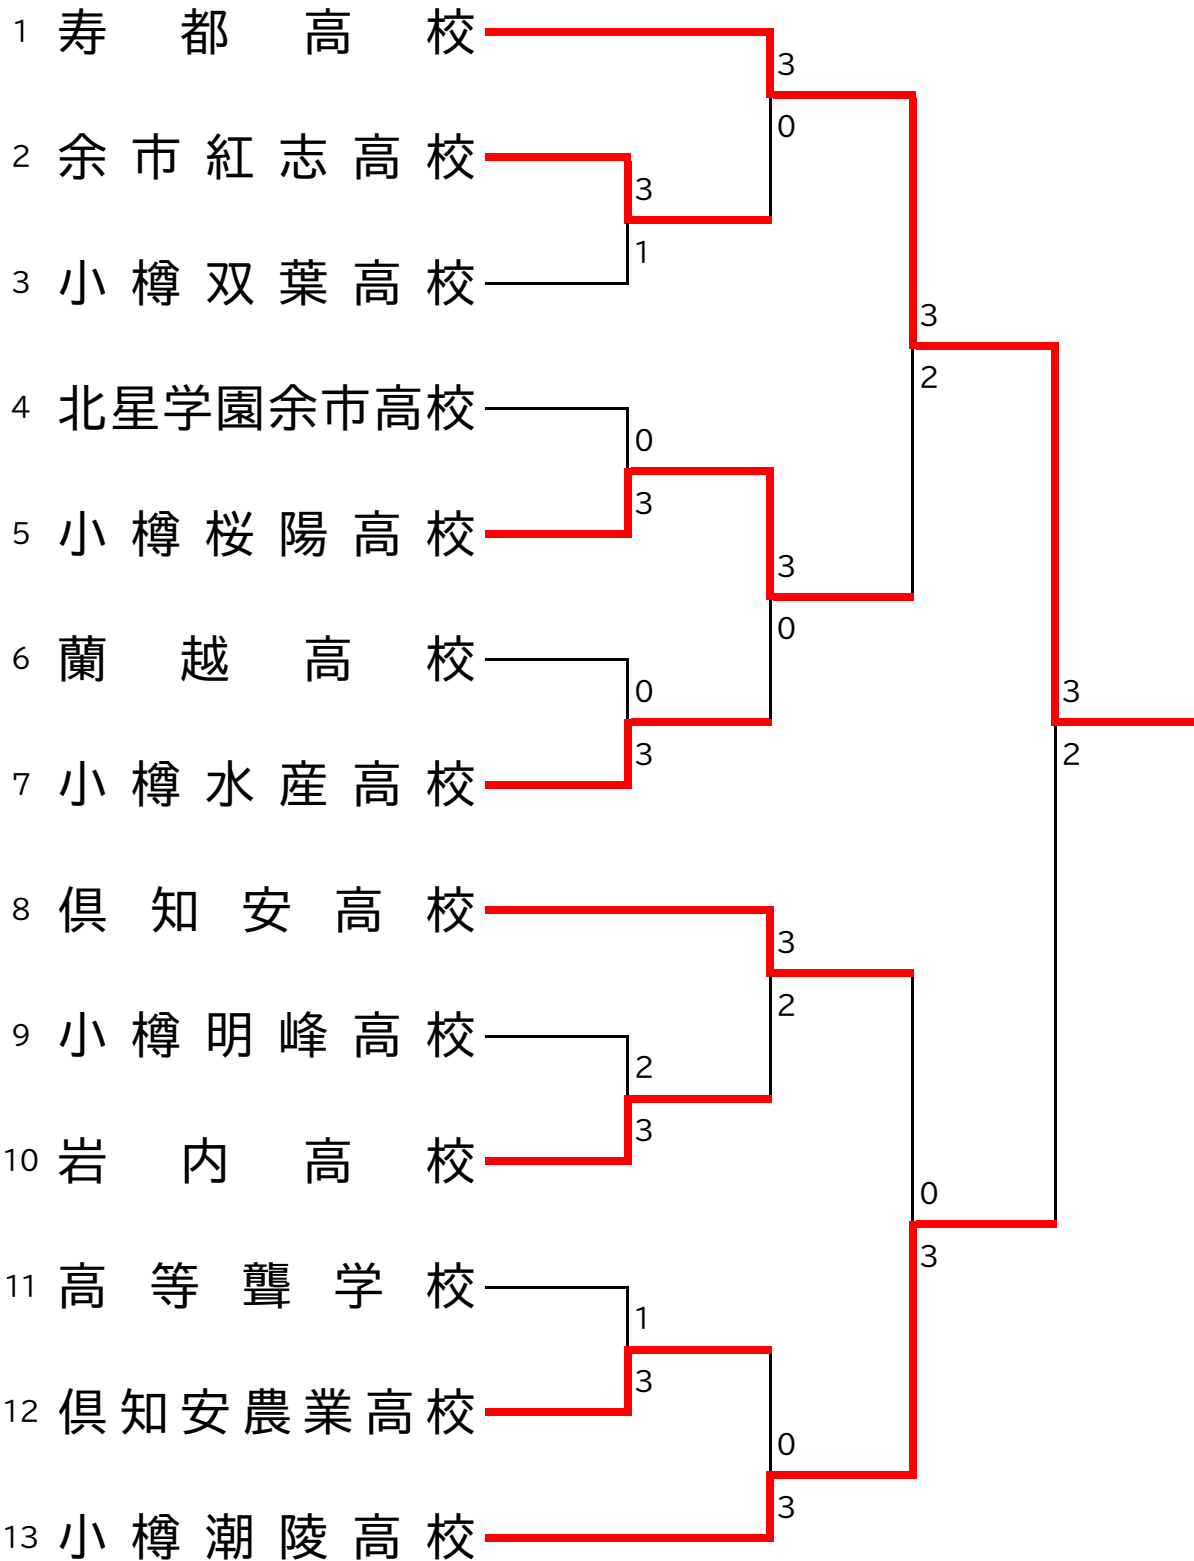 1 寿都高校
3
0
2 余市紅志高校
3
1
3 小樽双葉高校
3
2
4 北星学園余市高校
0
3
5 小樽桜陽高校
3
0
6 蘭越高校
0
3
2
7 小樽水産高校
3
8 倶知安高校
3
2
9 小樽明峰高校
2
3
10 岩内高校
0
3
11 高等聾学校
1
3
12 倶知安農業高校
0
3
13 小樽潮陵高校